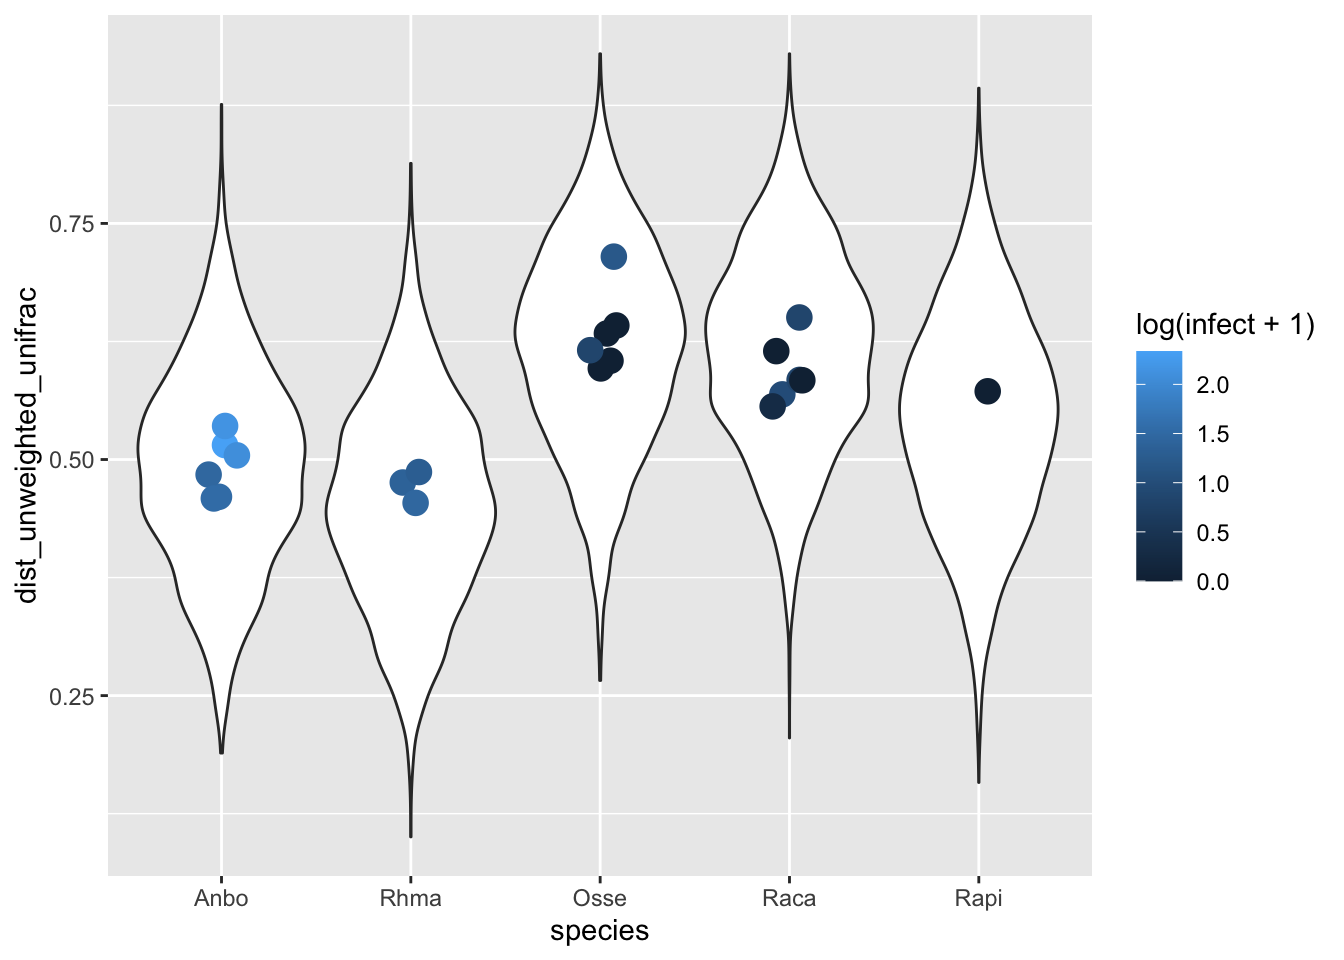 dist_unweighted_unifrac
0.75
0.50
0.25
Anbo Rhma Osse Raca Rapi
species
log(infect + 1)
2.0
1.5
1.0
0.5
0.0